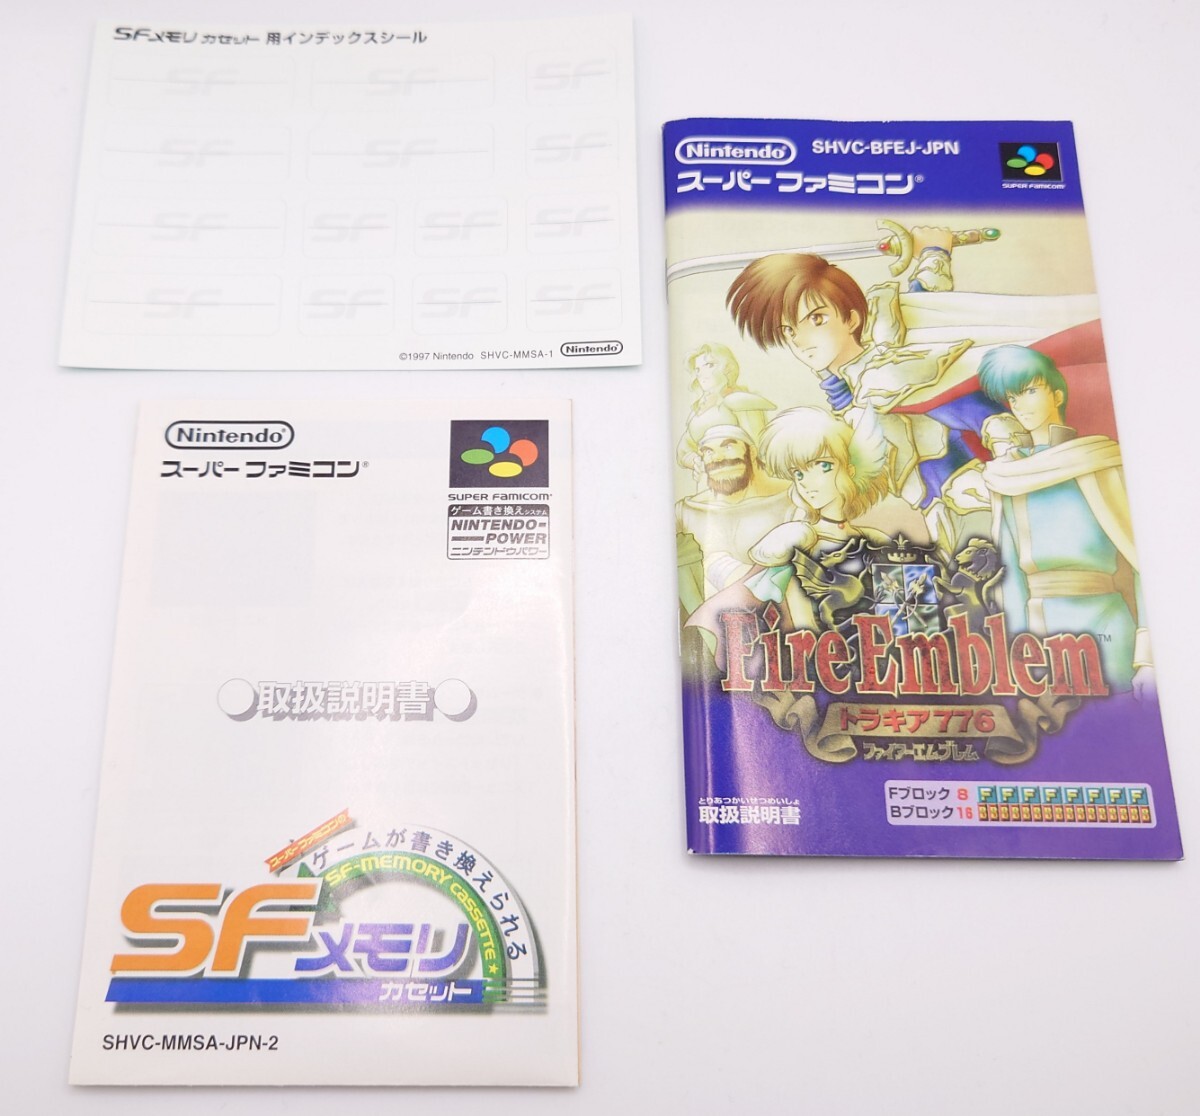 SFメモリ カセット 用インデックスシール
SF SF SF
SF SF SF
SF SF SF SF
SF SF SF SF
©1997 Nintendo SHVC-MMSA-1 Nintendo
Nintendo
スーパーファミコン®
SUPER FAMICOM
ゲーム書き換えシステム
NINTENDO
POWER
ニンテンドウパワー
取扱説明書
スーパーファミコンの
ゲームが書き換えられる
SF-MEMORY CASSETTE★
SFメモリ
カセット
SHVC-MMSA-JPN-2
Nintendo SHVC-BFEJ-JPN
スーパーファミコン®
SUPER FAMICOM
Fire Emblem™
トラキア776
ファイアーエムブレム
とりあつかいせつめいしょ
取扱説明書
Fブロック 8 FFFFFFFF
Bブロック 16 BBBBBBBBBBBBBBBB